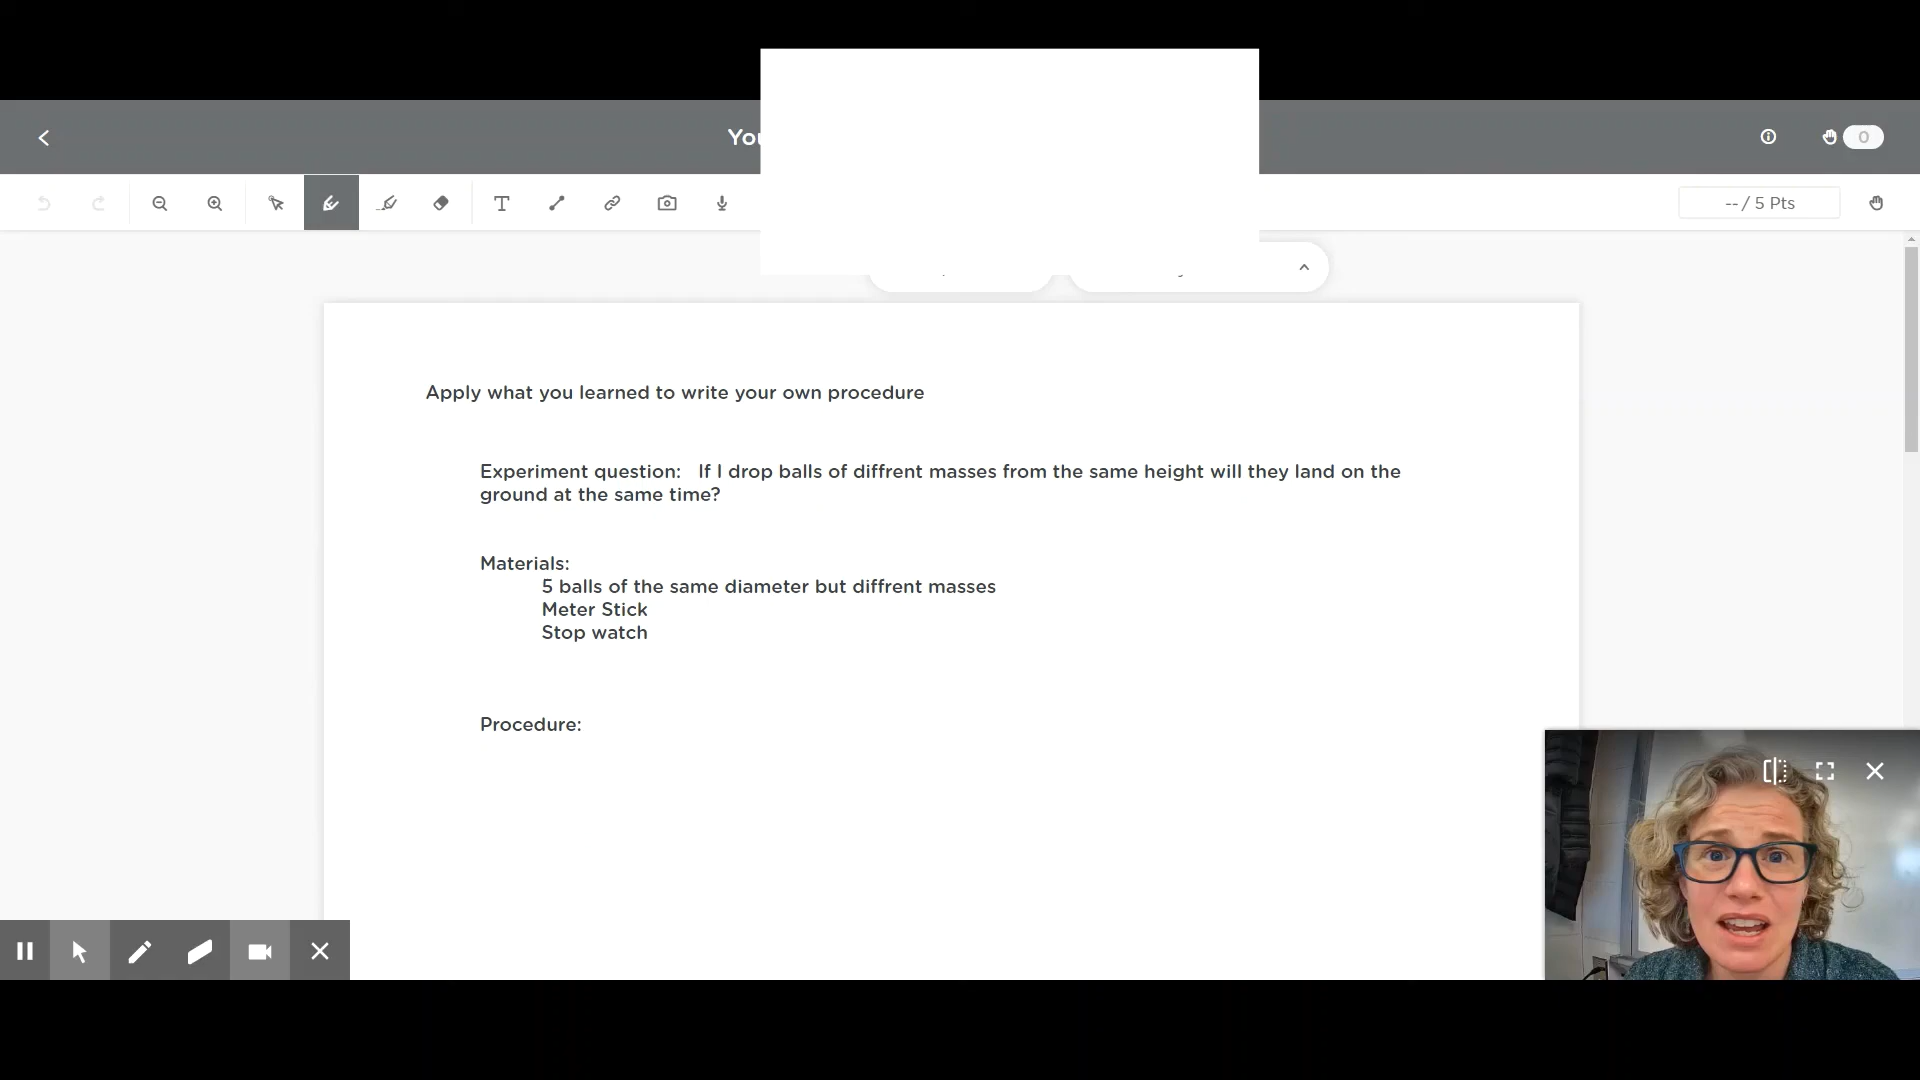 You
0
T
-- / 5 Pts
Apply what you learned to write your own procedure
Experiment question: If I drop balls of diffrent masses from the same height will they land on the
ground at the same time?
Materials:
5 balls of the same diameter but diffrent masses
Meter Stick
Stop watch
Procedure: